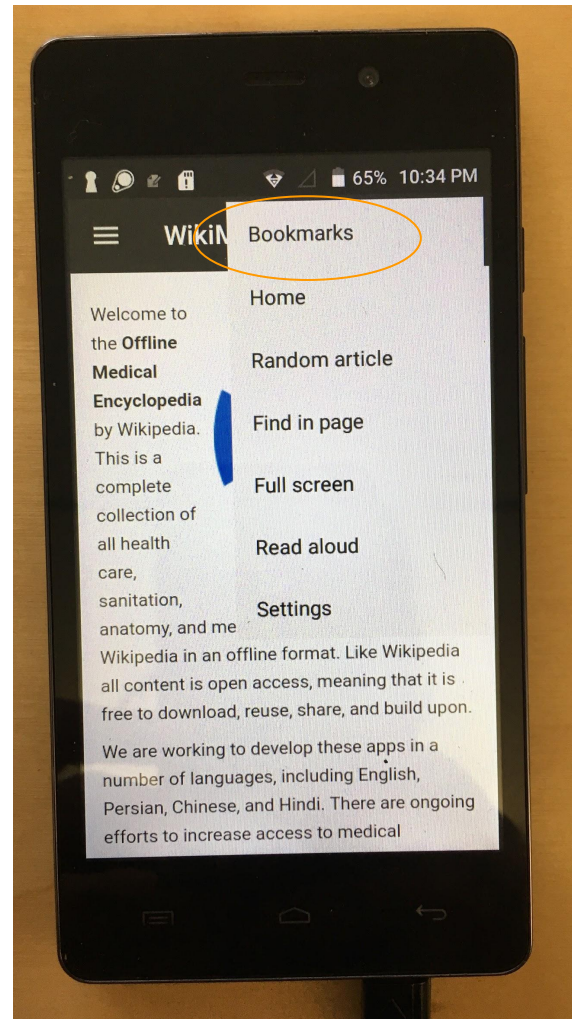 65% 10:34 PM
WikiM
Bookmarks
Home
Random article
Find in page
Full screen
Read aloud
Settings
Welcome to
the Offline
Medical
Encyclopedia
by Wikipedia.
This is a
complete
collection of
all health
care,
sanitation,
anatomy, and me
Wikipedia in an offline format. Like Wikipedia
all content is open access, meaning that it is
free to download, reuse, share, and build upon.
We are working to develop these apps in a
number of languages, including English,
Persian, Chinese, and Hindi. There are ongoing
efforts to increase access to medical